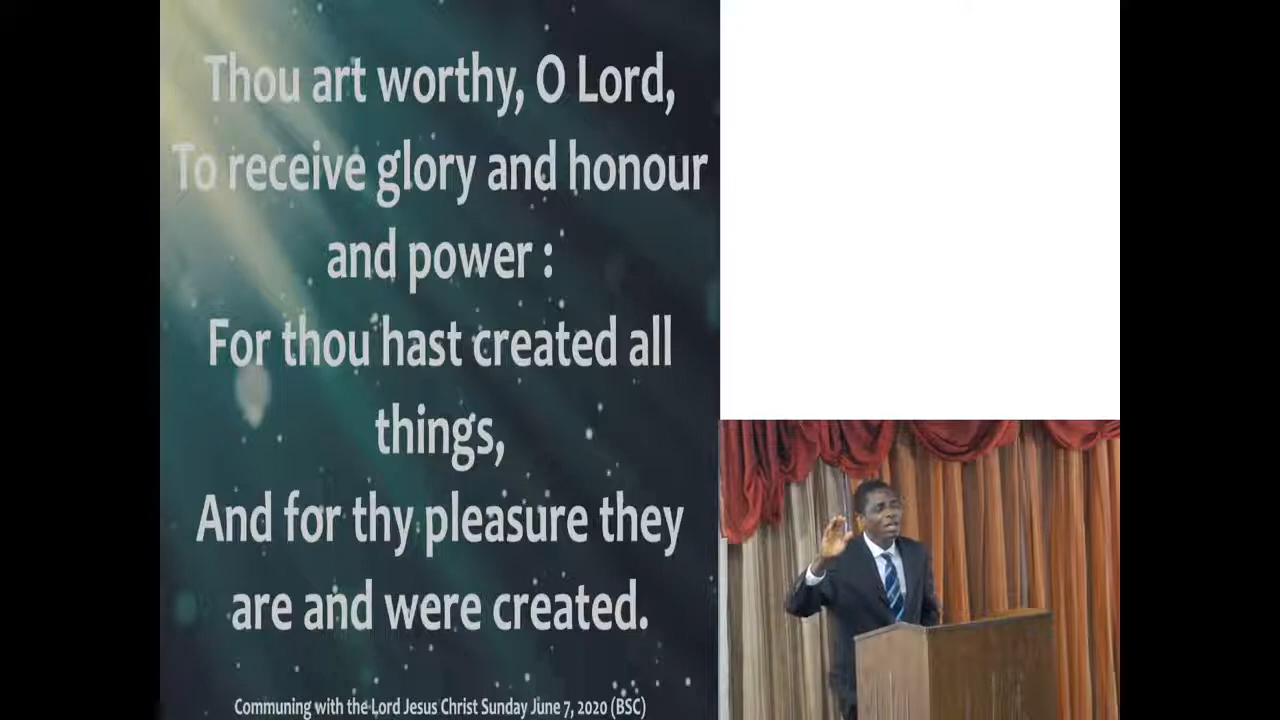 Thou art worthy, O Lord,
To receive glory and honour
and power :
For thou hast created all
things,
And for thy pleasure they
are and were created.
Communing with the Lord Jesus Christ Sunday June 7, 2020 (BSC)